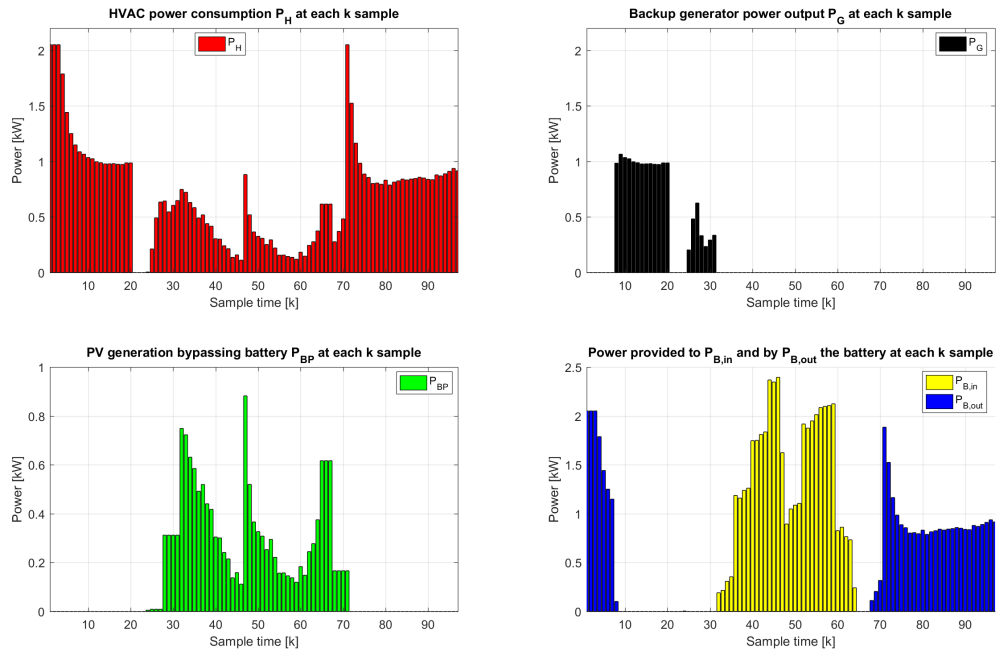 HVAC power consumption P_H at each k sample
P_H
2
1.5
1
0.5
0
Power [kW]
10 20 30 40 50 60 70 80 90
Sample time [k]
Backup generator power output P_G at each k sample
P_G
2
1.5
1
0.5
0
Power [kW]
10 20 30 40 50 60 70 80 90
Sample time [k]
PV generation bypassing battery P_BP at each k sample
P_BP
1
0.8
0.6
0.4
0.2
0
Power [kW]
10 20 30 40 50 60 70 80 90
Sample time [k]
Power provided to P_B,in and by P_B,out the battery at each k sample
P_B,in
P_B,out
2.5
2
1.5
1
0.5
0
Power [kW]
10 20 30 40 50 60 70 80 90
Sample time [k]